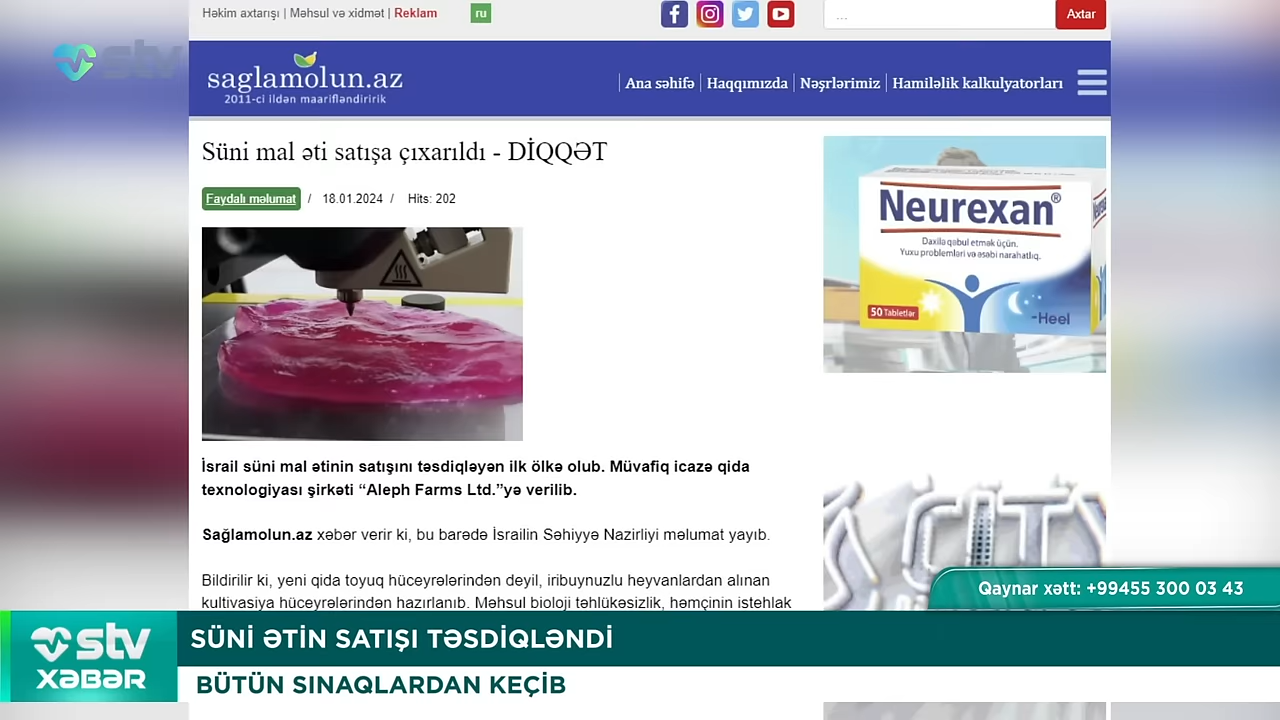 Həkim axtarışı | Məhsul və xidmət | Reklam
ru
...
Axtar
stv
saglamolun.az
2011-ci ildən maarifləndiririk
Ana səhifə
Haqqımızda
Nəşrlərimiz
Hamiləlik kalkulyatorları
Süni mal əti satışa çıxarıldı - DİQQƏT
Faydalı məlumat / 18.01.2024 / Hits: 202
Neurexan®
Daxilə qəbul etmək üçün.
Yuxu problemləri və əsəbi narahatlıq.
50 Tabletlər
-Heel
İsrail süni mal ətinin satışını təsdiqləyən ilk ölkə olub. Müvafiq icazə qida
texnologiyası şirkəti “Aleph Farms Ltd.”yə verilib.
Sağlamolun.az xəbər verir ki, bu barədə İsrailin Səhiyyə Nazirliyi məlumat yayıb.
Bildirilir ki, yeni qida toyuq hüceyrələrindən deyil, iribuynuzlu heyvanlardan alınan
kultivasiya hüceyrələrindən hazırlanıb. Məhsul bioloji təhlükəsizlik, həmçinin istehlak
CITY
Qaynar xətt: +99455 300 03 43
stv
XƏBƏR
SÜNİ ƏTİN SATIŞI TƏSDİQLƏNDİ
BÜTÜN SINAQLARDAN KEÇİB